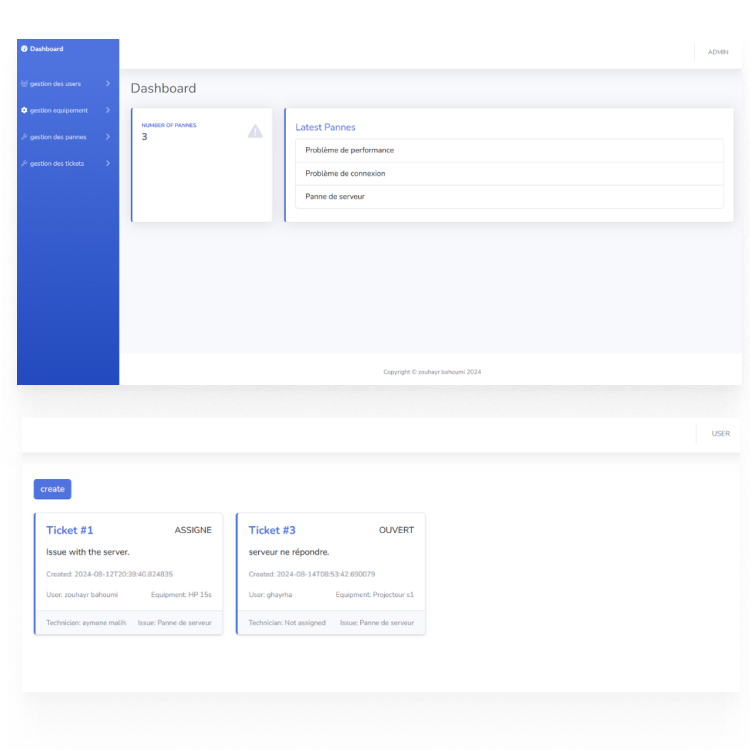 Dashboard
ADMIN
gestion des users
gestion equipement
gestion des pannes
gestion des tickets
Dashboard
NUMBER OF PANNES
3
Latest Pannes
Problème de performance
Problème de connexion
Panne de serveur
Copyright © zouhayr bahoumi 2024
USER
create
Ticket #1 ASSIGNE
Issue with the server.
Created: 2024-08-12T20:39:40.824835
User: zouhayr bahoumi Equipment: HP 15s
Technician: aymane malih Issue: Panne de serveur
Ticket #3 OUVERT
serveur ne répondre.
Created: 2024-08-14T08:53:42.690079
User: ghayrha Equipment: Projecteur s1
Technician: Not assigned Issue: Panne de serveur